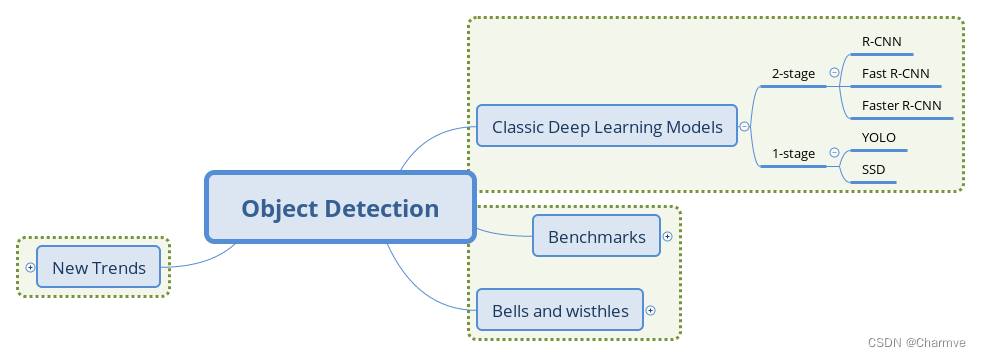 Object Detection
Classic Deep Learning Models
2-stage
R-CNN
Fast R-CNN
Faster R-CNN
1-stage
YOLO
SSD
Benchmarks
Bells and wisthles
New Trends
CSDN @Charmve